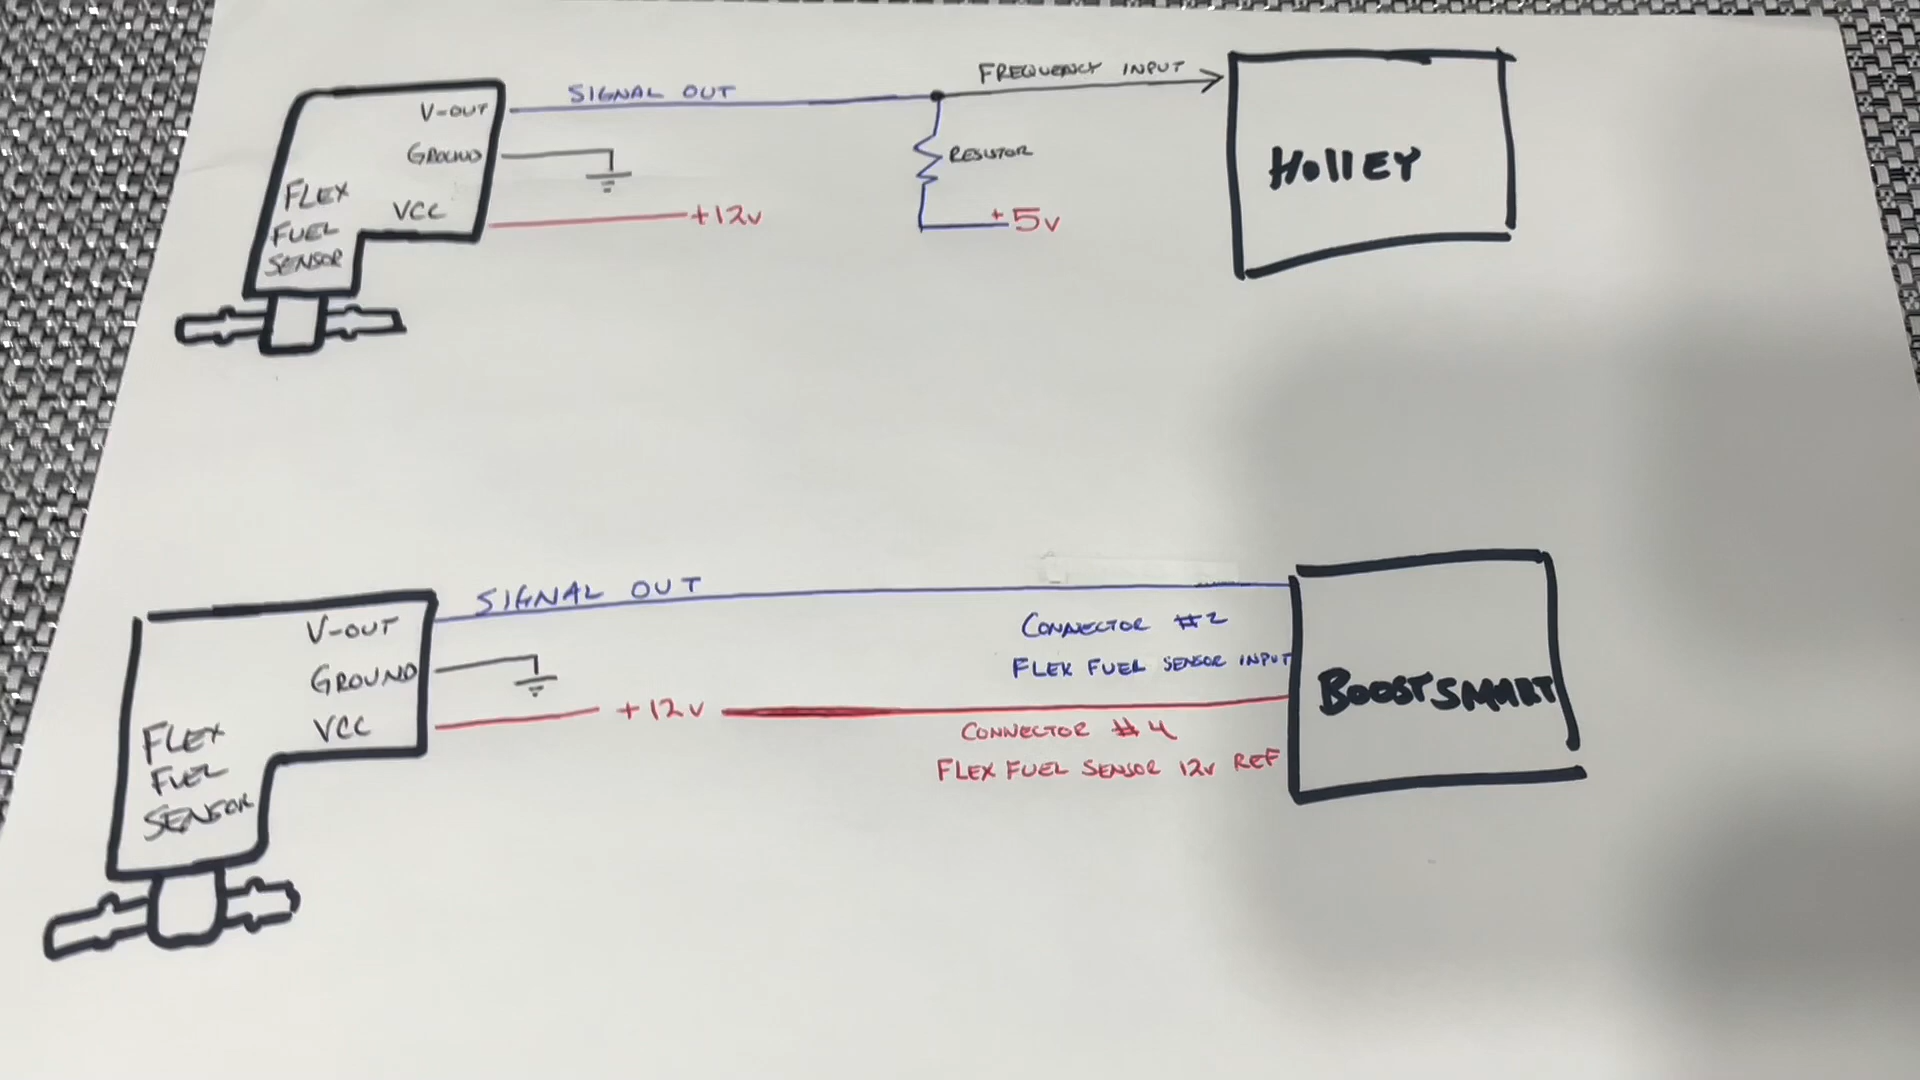 FREQUENCY INPUT
SIGNAL OUT
V-OUT
GROUND
RESISTOR
HOllEY
FLEX
FUEL
SENSOR
VCC
+12V
+5V
SIGNAL OUT
V-OUT
GROUND
VCC
CONNECTOR #2
FLEX FUEL SENSOR INPUT
BOOSTSMART
+12V
FLEX
FUEL
SENSOR
CONNECTOR #4
FLEX FUEL SENSOR 12V REF